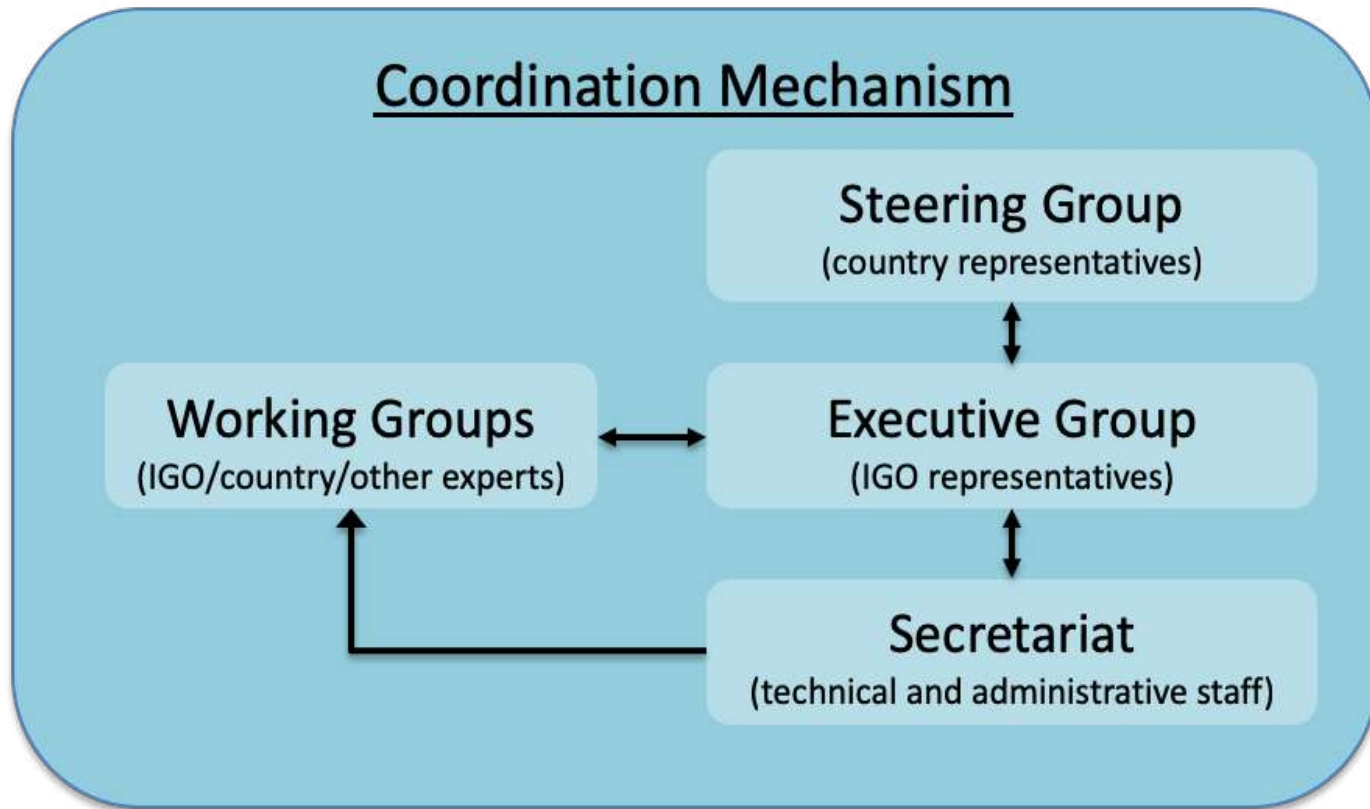 Coordination Mechanism
Steering Group
(country representatives)
Working Groups
(IGO/country/other experts)
Executive Group
(IGO representatives)
Secretariat
(technical and administrative staff)